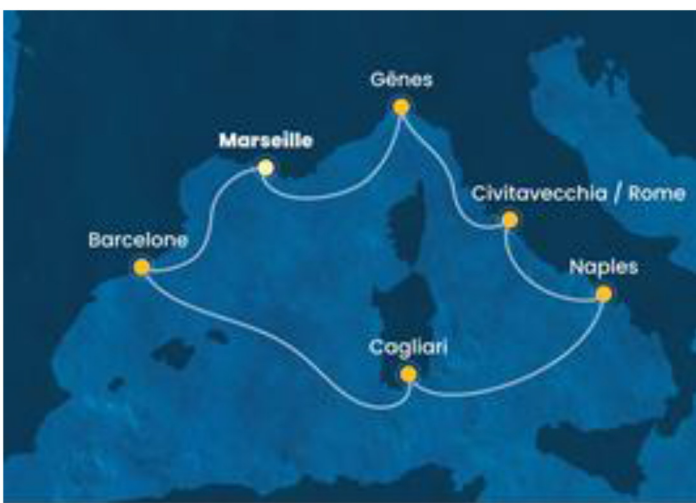 Gênes
Marseille
Civitavecchia / Rome
Barcelone
Naples
Cagliari